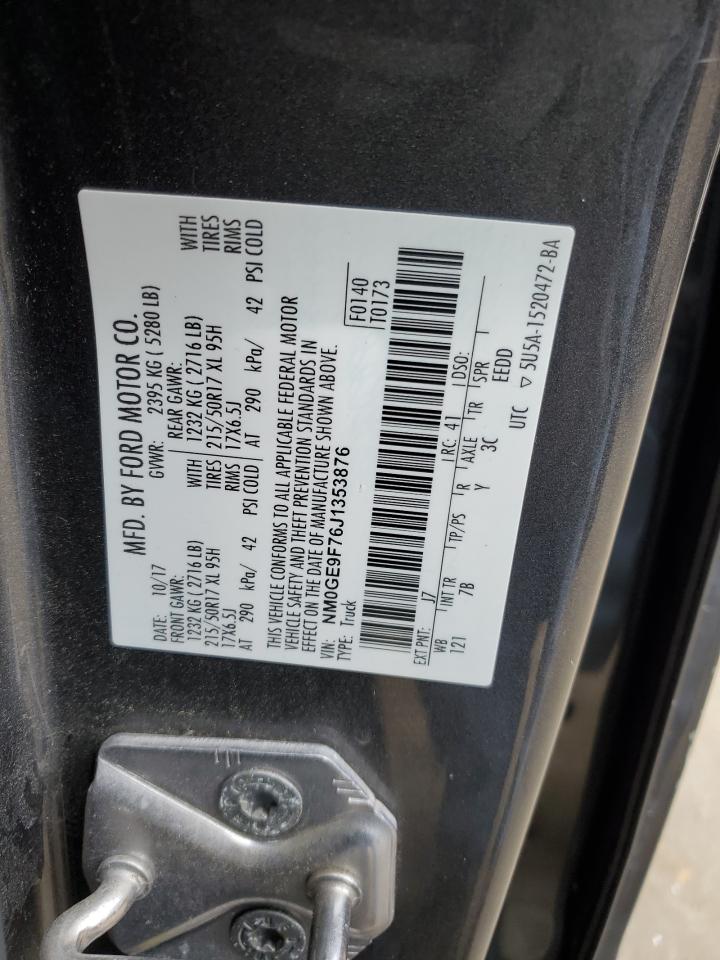 MFD. BY FORD MOTOR CO.
DATE: 10/17 GVWR: 2395 KG ( 5280 LB)
FRONT GAWR: REAR GAWR:
1232 KG ( 2716 LB) WITH 1232 KG ( 2716 LB) WITH
215/50R17 XL 95H TIRES 215/50R17 XL 95H TIRES
17X6.5J RIMS 17X6.5J RIMS
AT 290 kPa/ 42 PSI COLD AT 290 kPa/ 42 PSI COLD
THIS VEHICLE CONFORMS TO ALL APPLICABLE FEDERAL MOTOR
VEHICLE SAFETY AND THEFT PREVENTION STANDARDS IN
EFFECT ON THE DATE OF MANUFACTURE SHOWN ABOVE.
VIN: NM0GE9F76J1353876 F0140
TYPE: Truck T0173
EXT PNT: J7 RC: 41 DSO:
WB INT TR TP/PS R AXLE TR SPR
121 7B Y 3C EEDD
UTC ▽ 5U5A-1520472-BA